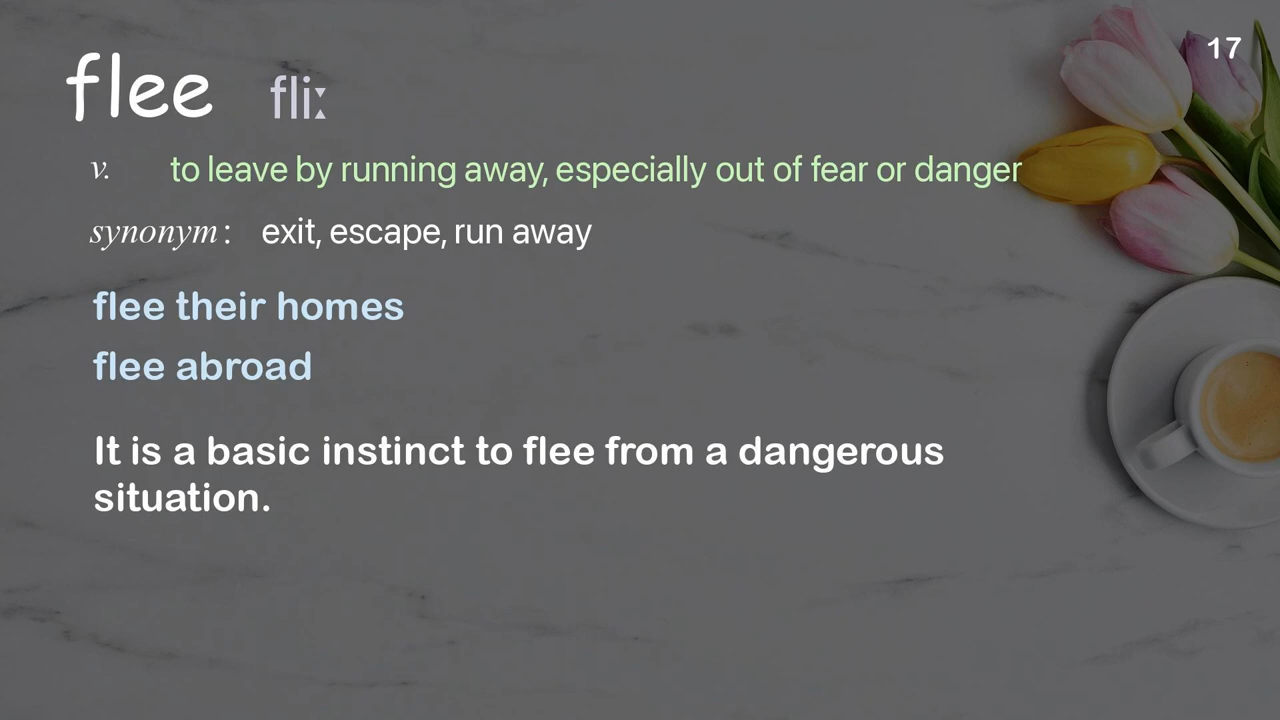 17
flee fliː
v. to leave by running away, especially out of fear or danger
synonym: exit, escape, run away
flee their homes
flee abroad
It is a basic instinct to flee from a dangerous
situation.